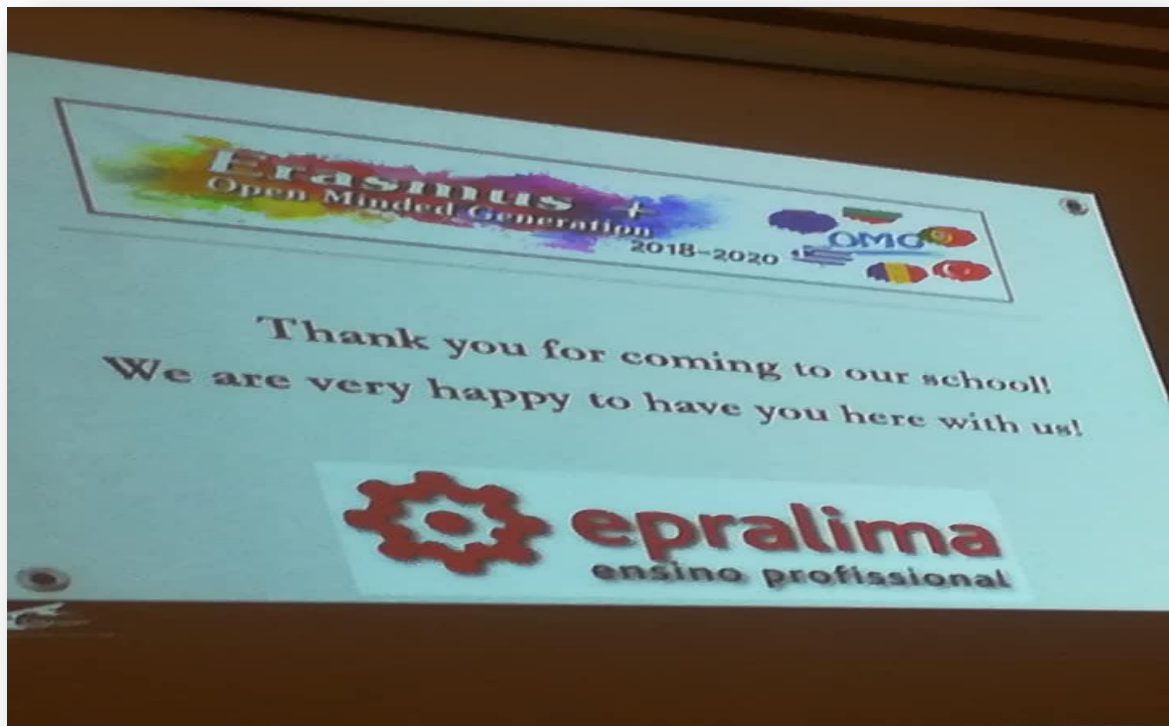 Erasmus +
Open Minded Generation
2018-2020
OMG
Thank you for coming to our school!
We are very happy to have you here with us!
epralima
ensino profissional